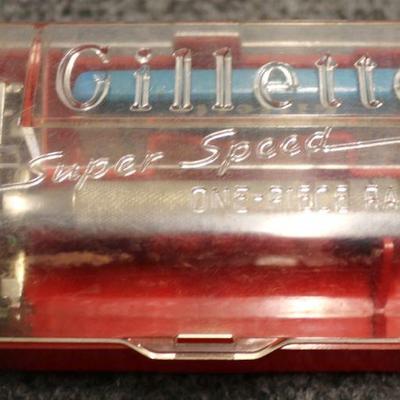 Gillette
Super Speed
ONE-PIECE RA